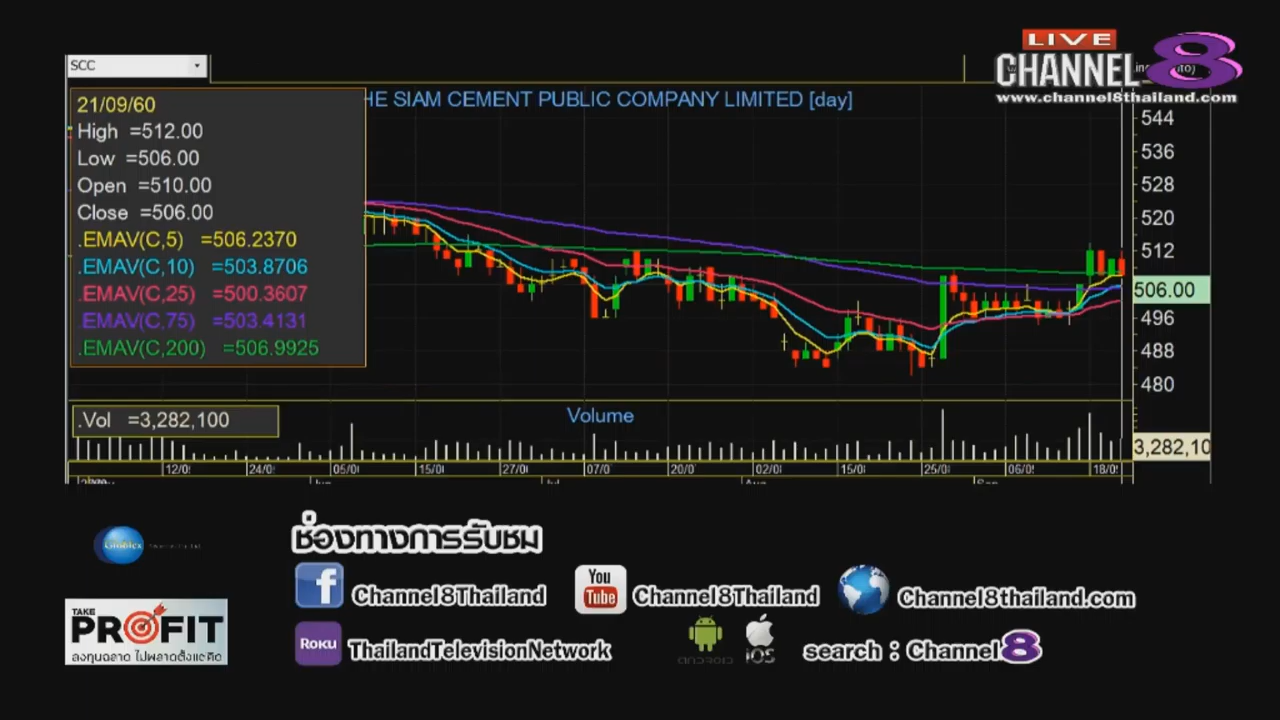 SCC
LIVE
CHANNEL 8
www.channel8thailand.com
21/09/60
High =512.00
Low =506.00
Open =510.00
Close =506.00
.EMAV(C,5) =506.2370
.EMAV(C,10) =503.8706
.EMAV(C,25) =500.3607
.EMAV(C,75) =503.4131
.EMAV(C,200) =506.9925
HE SIAM CEMENT PUBLIC COMPANY LIMITED [day]
544
536
528
520
512
506.00
496
488
480
.Vol =3,282,100
Volume
3,282,10
12/0 24/0 05/0 15/0 27/0 07/0 20/0 02/0 15/0 25/0 06/0 18/0
ช่องทางการรับชม
f Channel8Thailand You Tube Channel8Thailand Channel8thailand.com
ROKU ThailandTelevisionNetwork android iOS search : Channel 8
TAKE
PROFIT
ลงทุนฉลาด ไม่พลาดตั้งแต่คิด